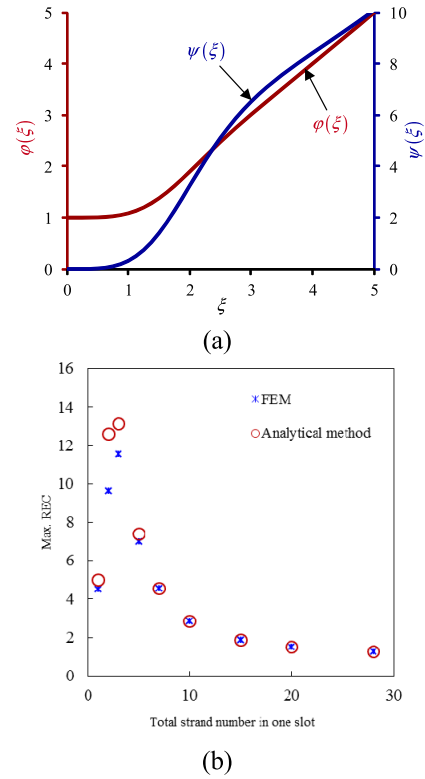 5
4
3
2
1
0
φ(ξ)
10
8
6
4
2
0
ψ(ξ)
ψ(ξ)
φ(ξ)
0 1 2 3 4 5
ξ
(a)
16
14
12
10
8
6
4
2
0
Max. REC
FEM
Analytical method
0 10 20 30
Total strand number in one slot
(b)